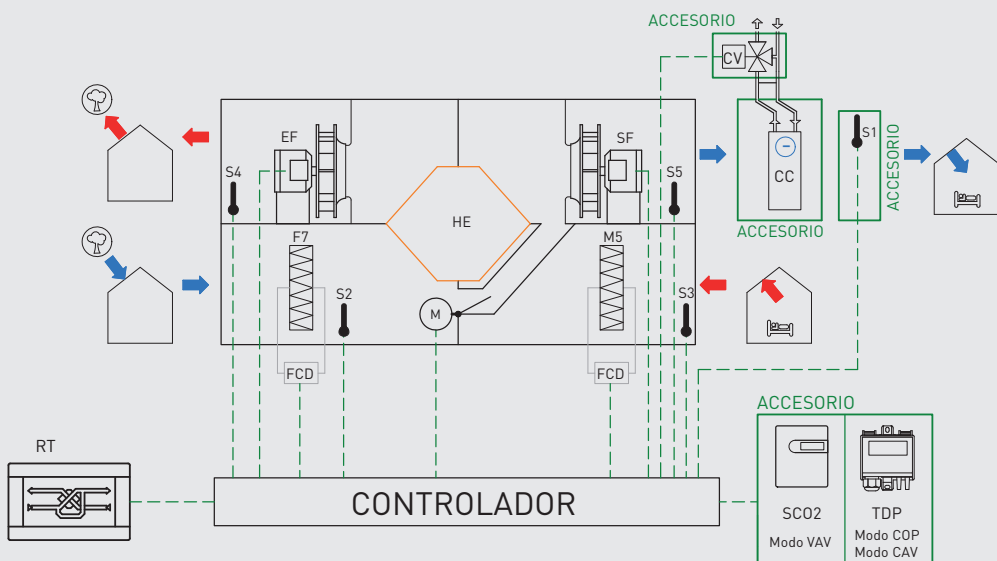 ACCESORIO
CV
EF
SF
S4
S5
S1
ACCESORIO
CC
HE
ACCESORIO
F7
M5
S2
S3
M
FCD
FCD
ACCESORIO
RT
CONTROLADOR
SCO2
TDP
Modo VAV
Modo COP
Modo CAV